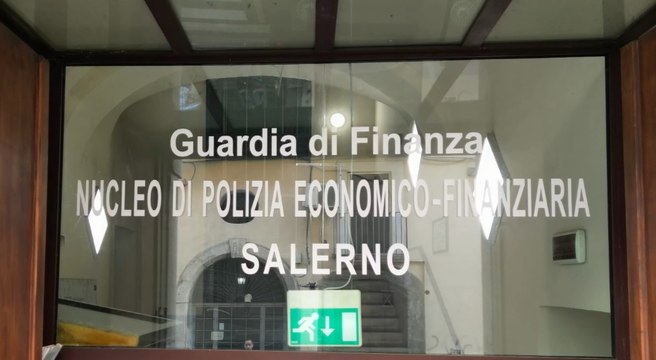 Guardia di Finanza
NUCLEO DI POLIZIA ECONOMICO-FINANZIARIA
SALERNO